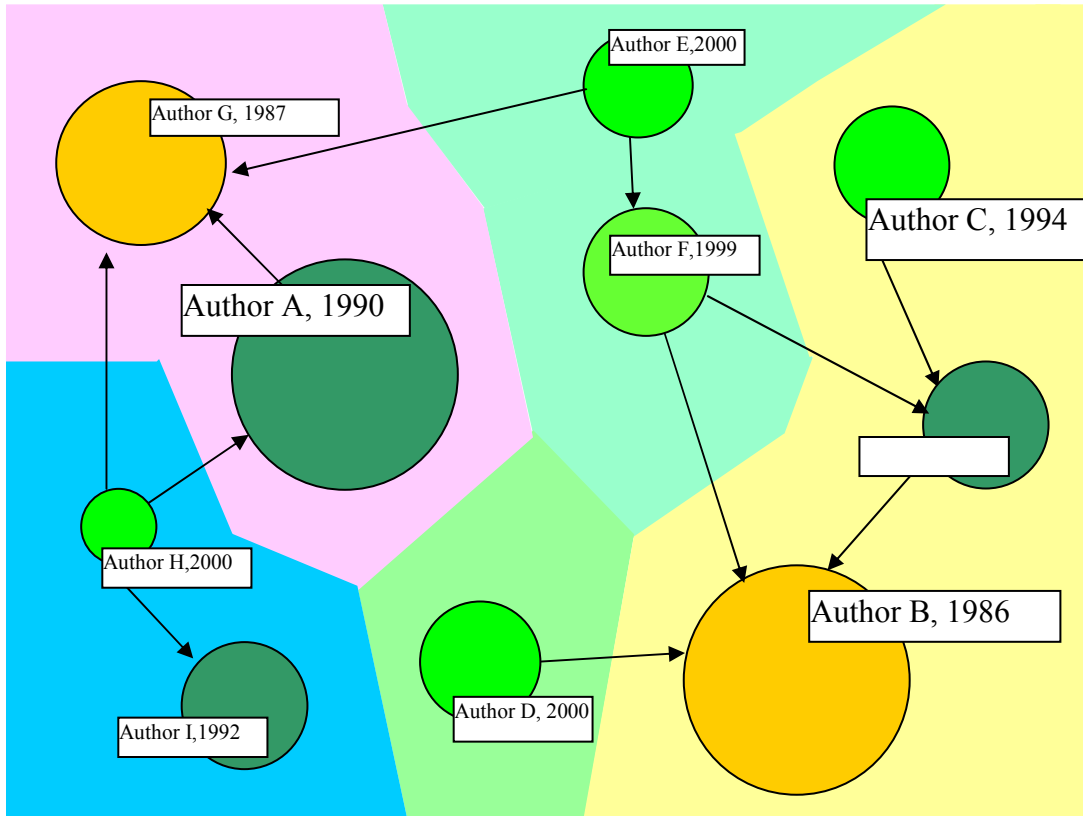 Author E,2000
Author G, 1987
Author C, 1994
Author F,1999
Author A, 1990
Author H,2000
Author B, 1986
Author D, 2000
Author I,1992